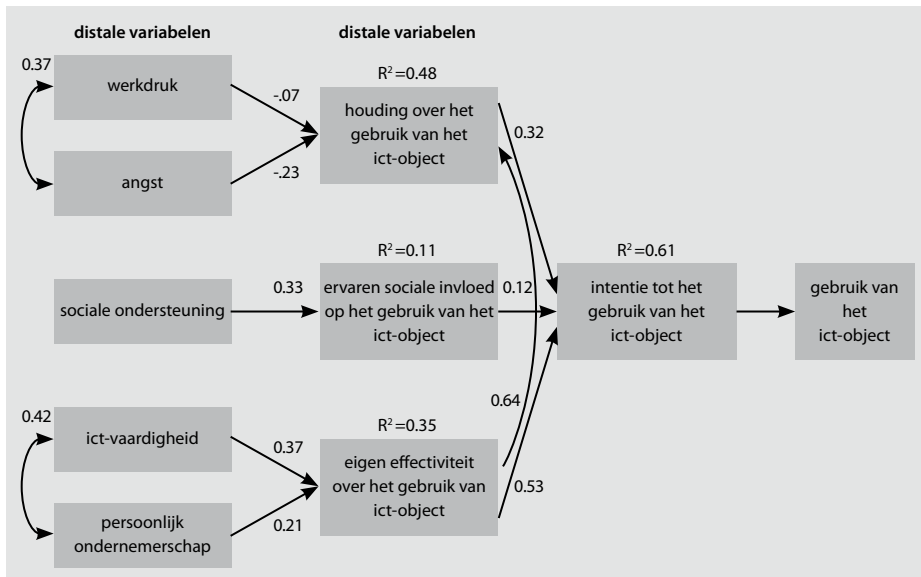 distale variabelen
distale variabelen
0.37
werkdruk
angst
-.07
-.23
R²=0.48
houding over het
gebruik van het
ict-object
0.32
sociale ondersteuning
0.33
R²=0.11
ervaren sociale invloed
op het gebruik van het
ict-object
0.12
R²=0.61
intentie tot het
gebruik van het
ict-object
gebruik van
het
ict-object
0.42
ict-vaardigheid
persoonlijk
ondernemerschap
0.37
0.21
R²=0.35
eigen effectiviteit
over het gebruik van
ict-object
0.64
0.53